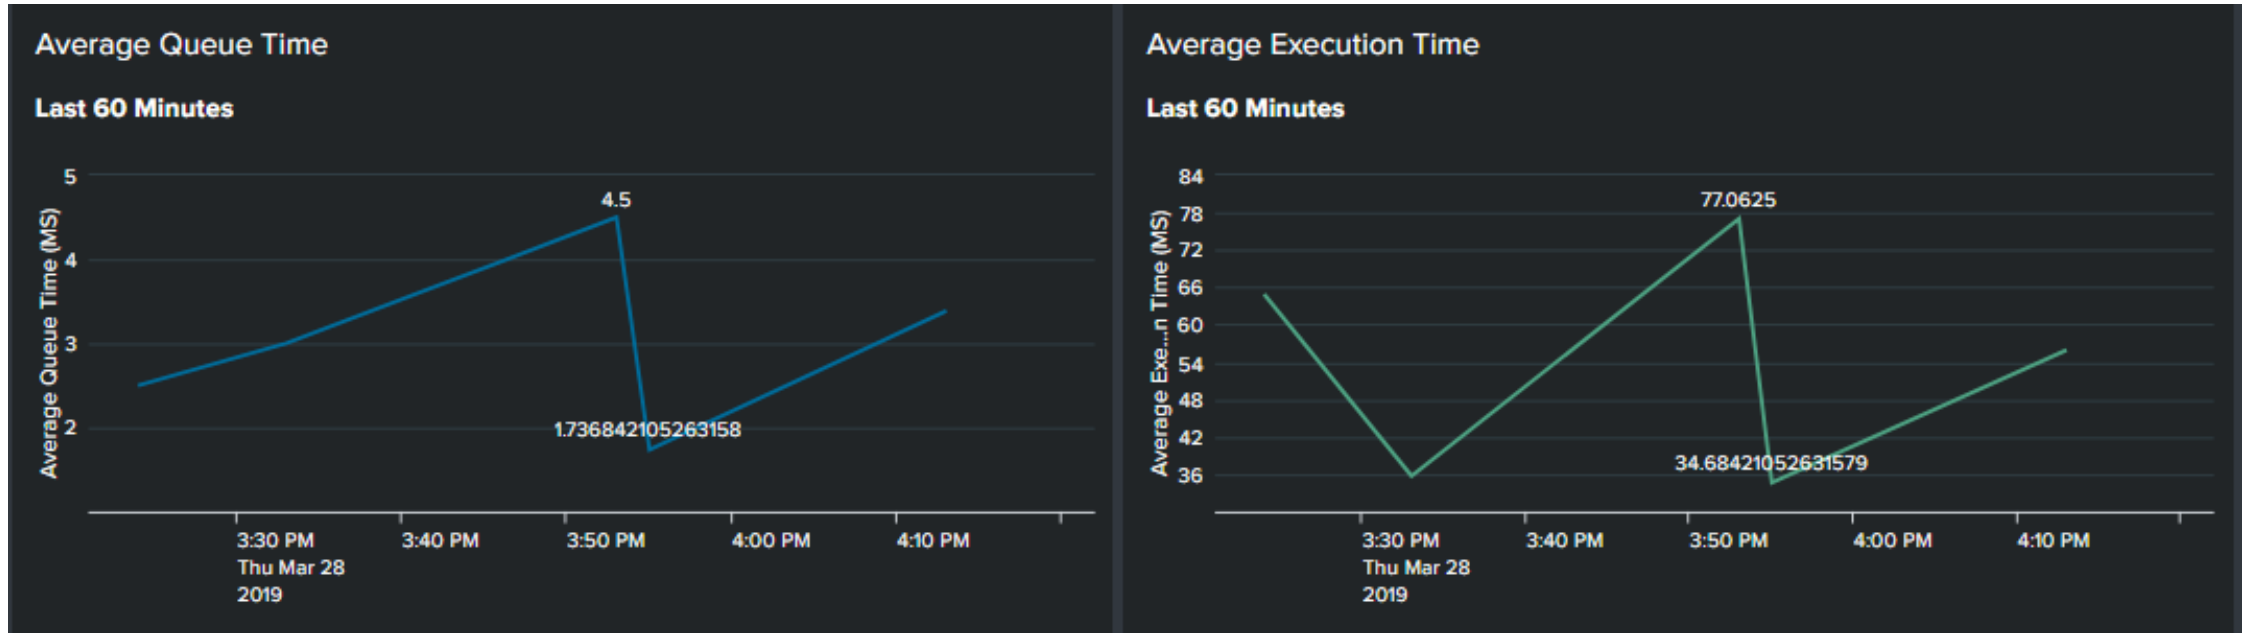 Average Queue Time
Last 60 Minutes
Average Queue Time (MS)
5
4
3
2
4.5
1.736842105263158
3:30 PM
Thu Mar 28
2019
3:40 PM
3:50 PM
4:00 PM
4:10 PM
Average Execution Time
Last 60 Minutes
Average Exe...n Time (MS)
84
78
72
66
60
54
48
42
36
77.0625
34.68421052631579
3:30 PM
Thu Mar 28
2019
3:40 PM
3:50 PM
4:00 PM
4:10 PM